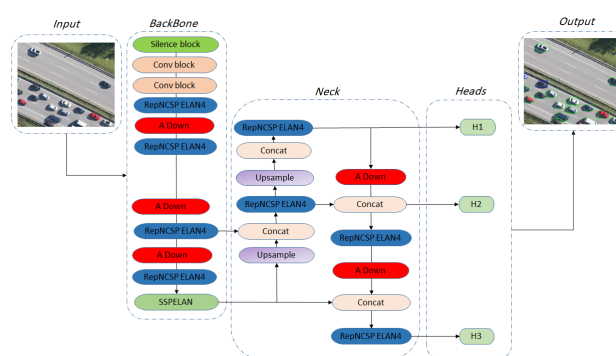 Input
BackBone
Output
Silence block
Conv block
Conv block
RepNCSP ELAN4
A Down
RepNCSP ELAN4
A Down
RepNCSP ELAN4
A Down
RepNCSP ELAN4
SSPELAN
Neck
RepNCSP ELAN4
Concat
Upsample
RepNCSP ELAN4
Concat
Upsample
A Down
Concat
RepNCSP ELAN4
A Down
Concat
RepNCSP ELAN4
Heads
H1
H2
H3